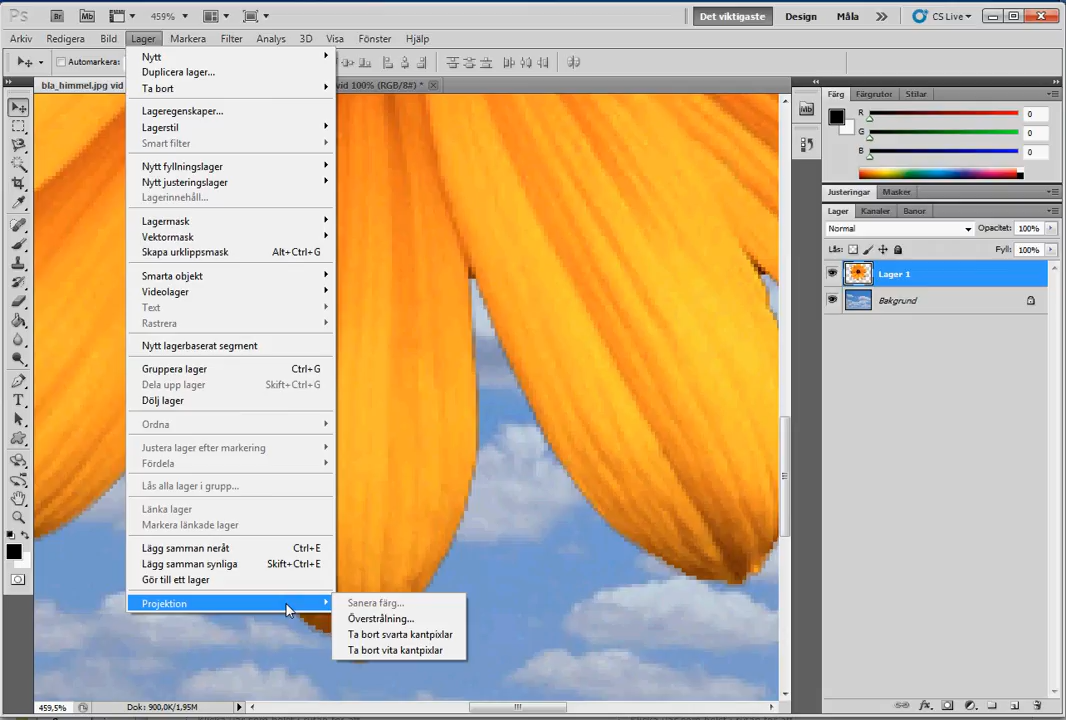 Ps
Br
Mb
459%
Det viktigaste
Design
Måla
CS Live
Arkiv
Redigera
Bild
Lager
Markera
Filter
Analys
3D
Visa
Fönster
Hjälp
Automarkera:
bla_himmel.jpg vid
vid 100% (RGB/8#) *
Nytt
Duplicera lager...
Ta bort
Lageregenskaper...
Lagerstil
Smart filter
Nytt fyllningslager
Nytt justeringslager
Lagerinnehåll...
Lagermask
Vektormask
Skapa urklippsmask Alt+Ctrl+G
Smarta objekt
Videolager
Text
Rastrera
Nytt lagerbaserat segment
Gruppera lager Ctrl+G
Dela upp lager Skift+Ctrl+G
Dölj lager
Ordna
Justera lager efter markering
Fördela
Lås alla lager i grupp...
Länka lager
Markera länkade lager
Lägg samman neråt Ctrl+E
Lägg samman synliga Skift+Ctrl+E
Gör till ett lager
Projektion
Sanera färg...
Överstrålning...
Ta bort svarta kantpixlar
Ta bort vita kantpixlar
Mb
Färg
Färgrutor
Stilar
R 0
G 0
B 0
Justeringar
Masker
Lager
Kanaler
Banor
Normal
Opacitet: 100%
Lås:
Fyll: 100%
Lager 1
Bakgrund
T
459,5%
Dok: 900,0K/1,95M